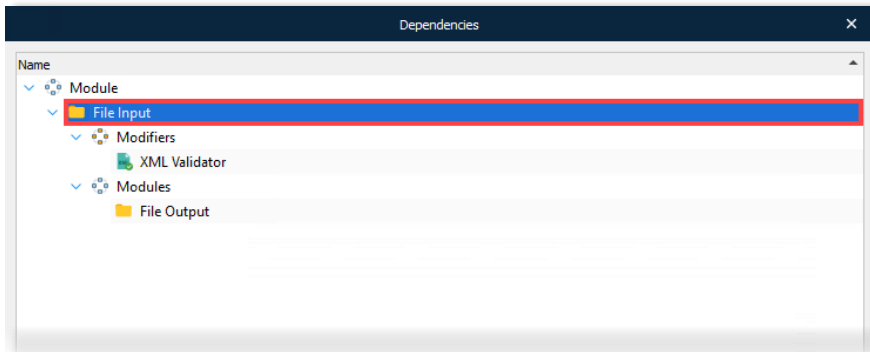 Dependencies
Name
Module
File Input
Modifiers
XML Validator
Modules
File Output